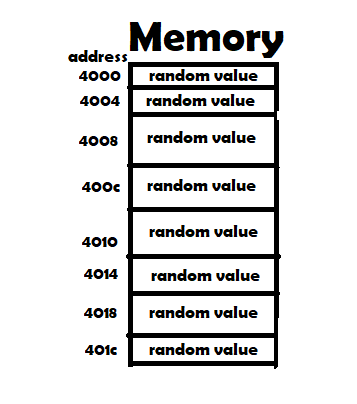 Memory
address
4000 random value
4004 random value
4008 random value
400c random value
4010 random value
4014 random value
4018 random value
401c random value